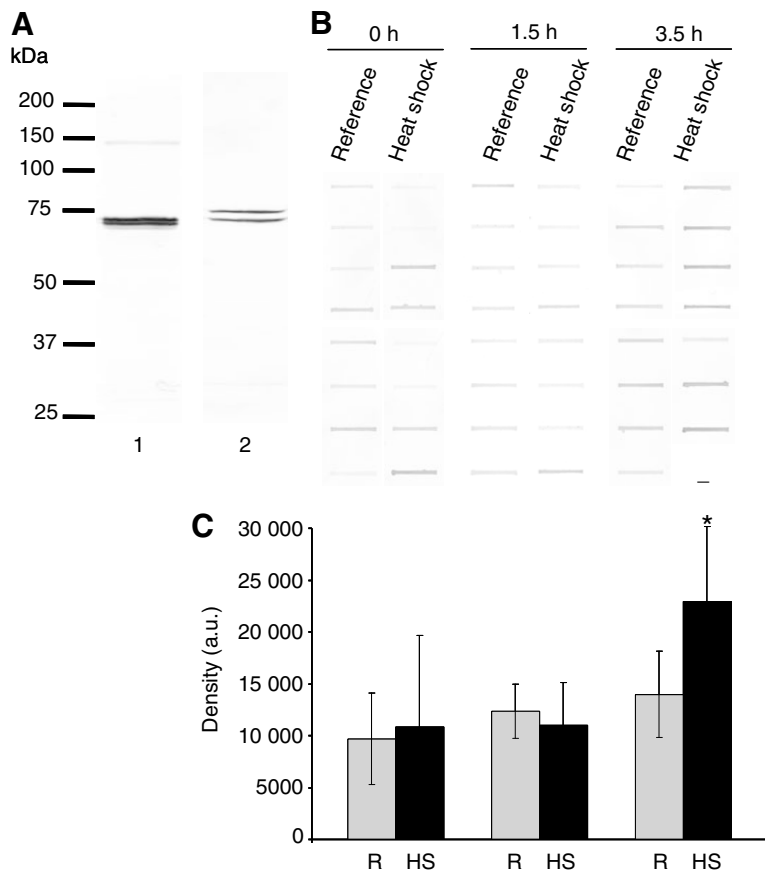 A
kDa
200
150
100
75
50
37
25
1
2
B
0 h
1.5 h
3.5 h
Reference
Heat shock
Reference
Heat shock
Reference
Heat shock
C
Density (a.u.)
30 000
25 000
20 000
15 000
10 000
5000
0
*
R
HS
R
HS
R
HS